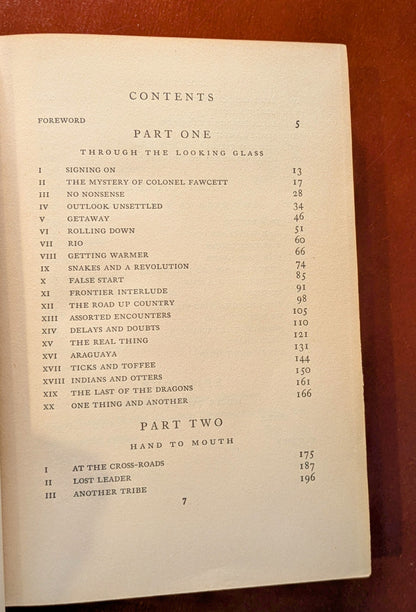 CONTENTS
FOREWORD 5
PART ONE
THROUGH THE LOOKING GLASS
I SIGNING ON 13
II THE MYSTERY OF COLONEL FAWCETT 17
III NO NONSENSE 28
IV OUTLOOK UNSETTLED 34
V GETAWAY 46
VI ROLLING DOWN 51
VII RIO 60
VIII GETTING WARMER 66
IX SNAKES AND A REVOLUTION 74
X FALSE START 85
XI FRONTIER INTERLUDE 91
XII THE ROAD UP COUNTRY 98
XIII ASSORTED ENCOUNTERS 105
XIV DELAYS AND DOUBTS 110
XV THE REAL THING 121
XVI ARAGUAYA 131
XVII TICKS AND TOFFEE 144
XVIII INDIANS AND OTTERS 150
XIX THE LAST OF THE DRAGONS 161
XX ONE THING AND ANOTHER 166
PART TWO
HAND TO MOUTH
I AT THE CROSS-ROADS 175
II LOST LEADER 187
III ANOTHER TRIBE 196
7